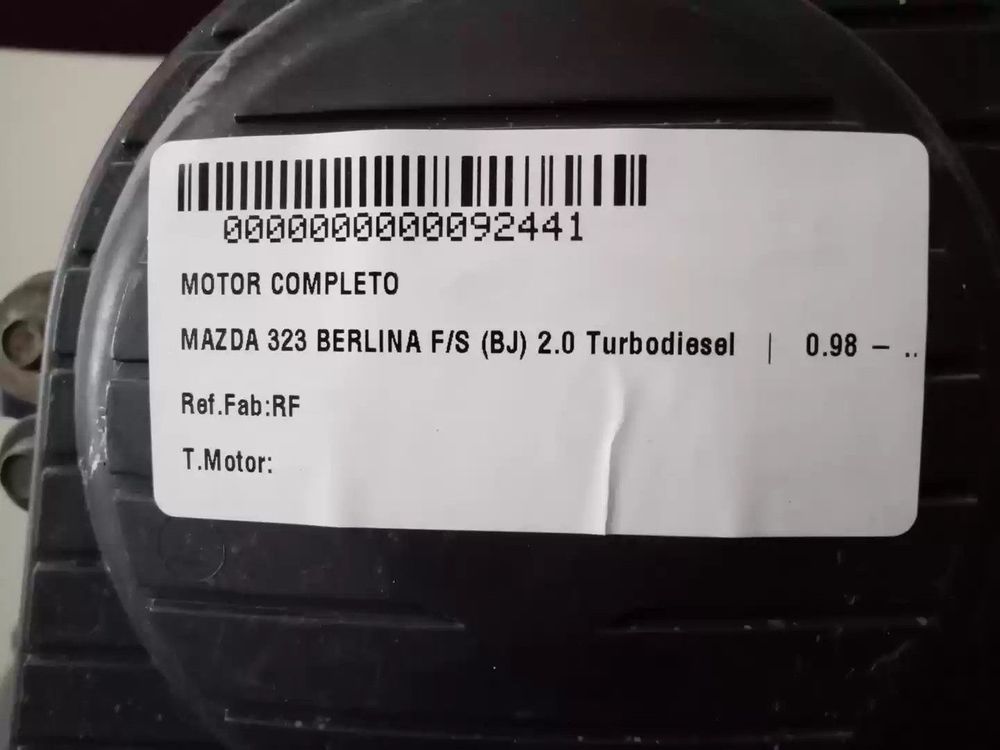 0000000000092441
MOTOR COMPLETO
MAZDA 323 BERLINA F/S (BJ) 2.0 Turbodiesel | 0.98 – ..
Ref.Fab:RF
T.Motor: